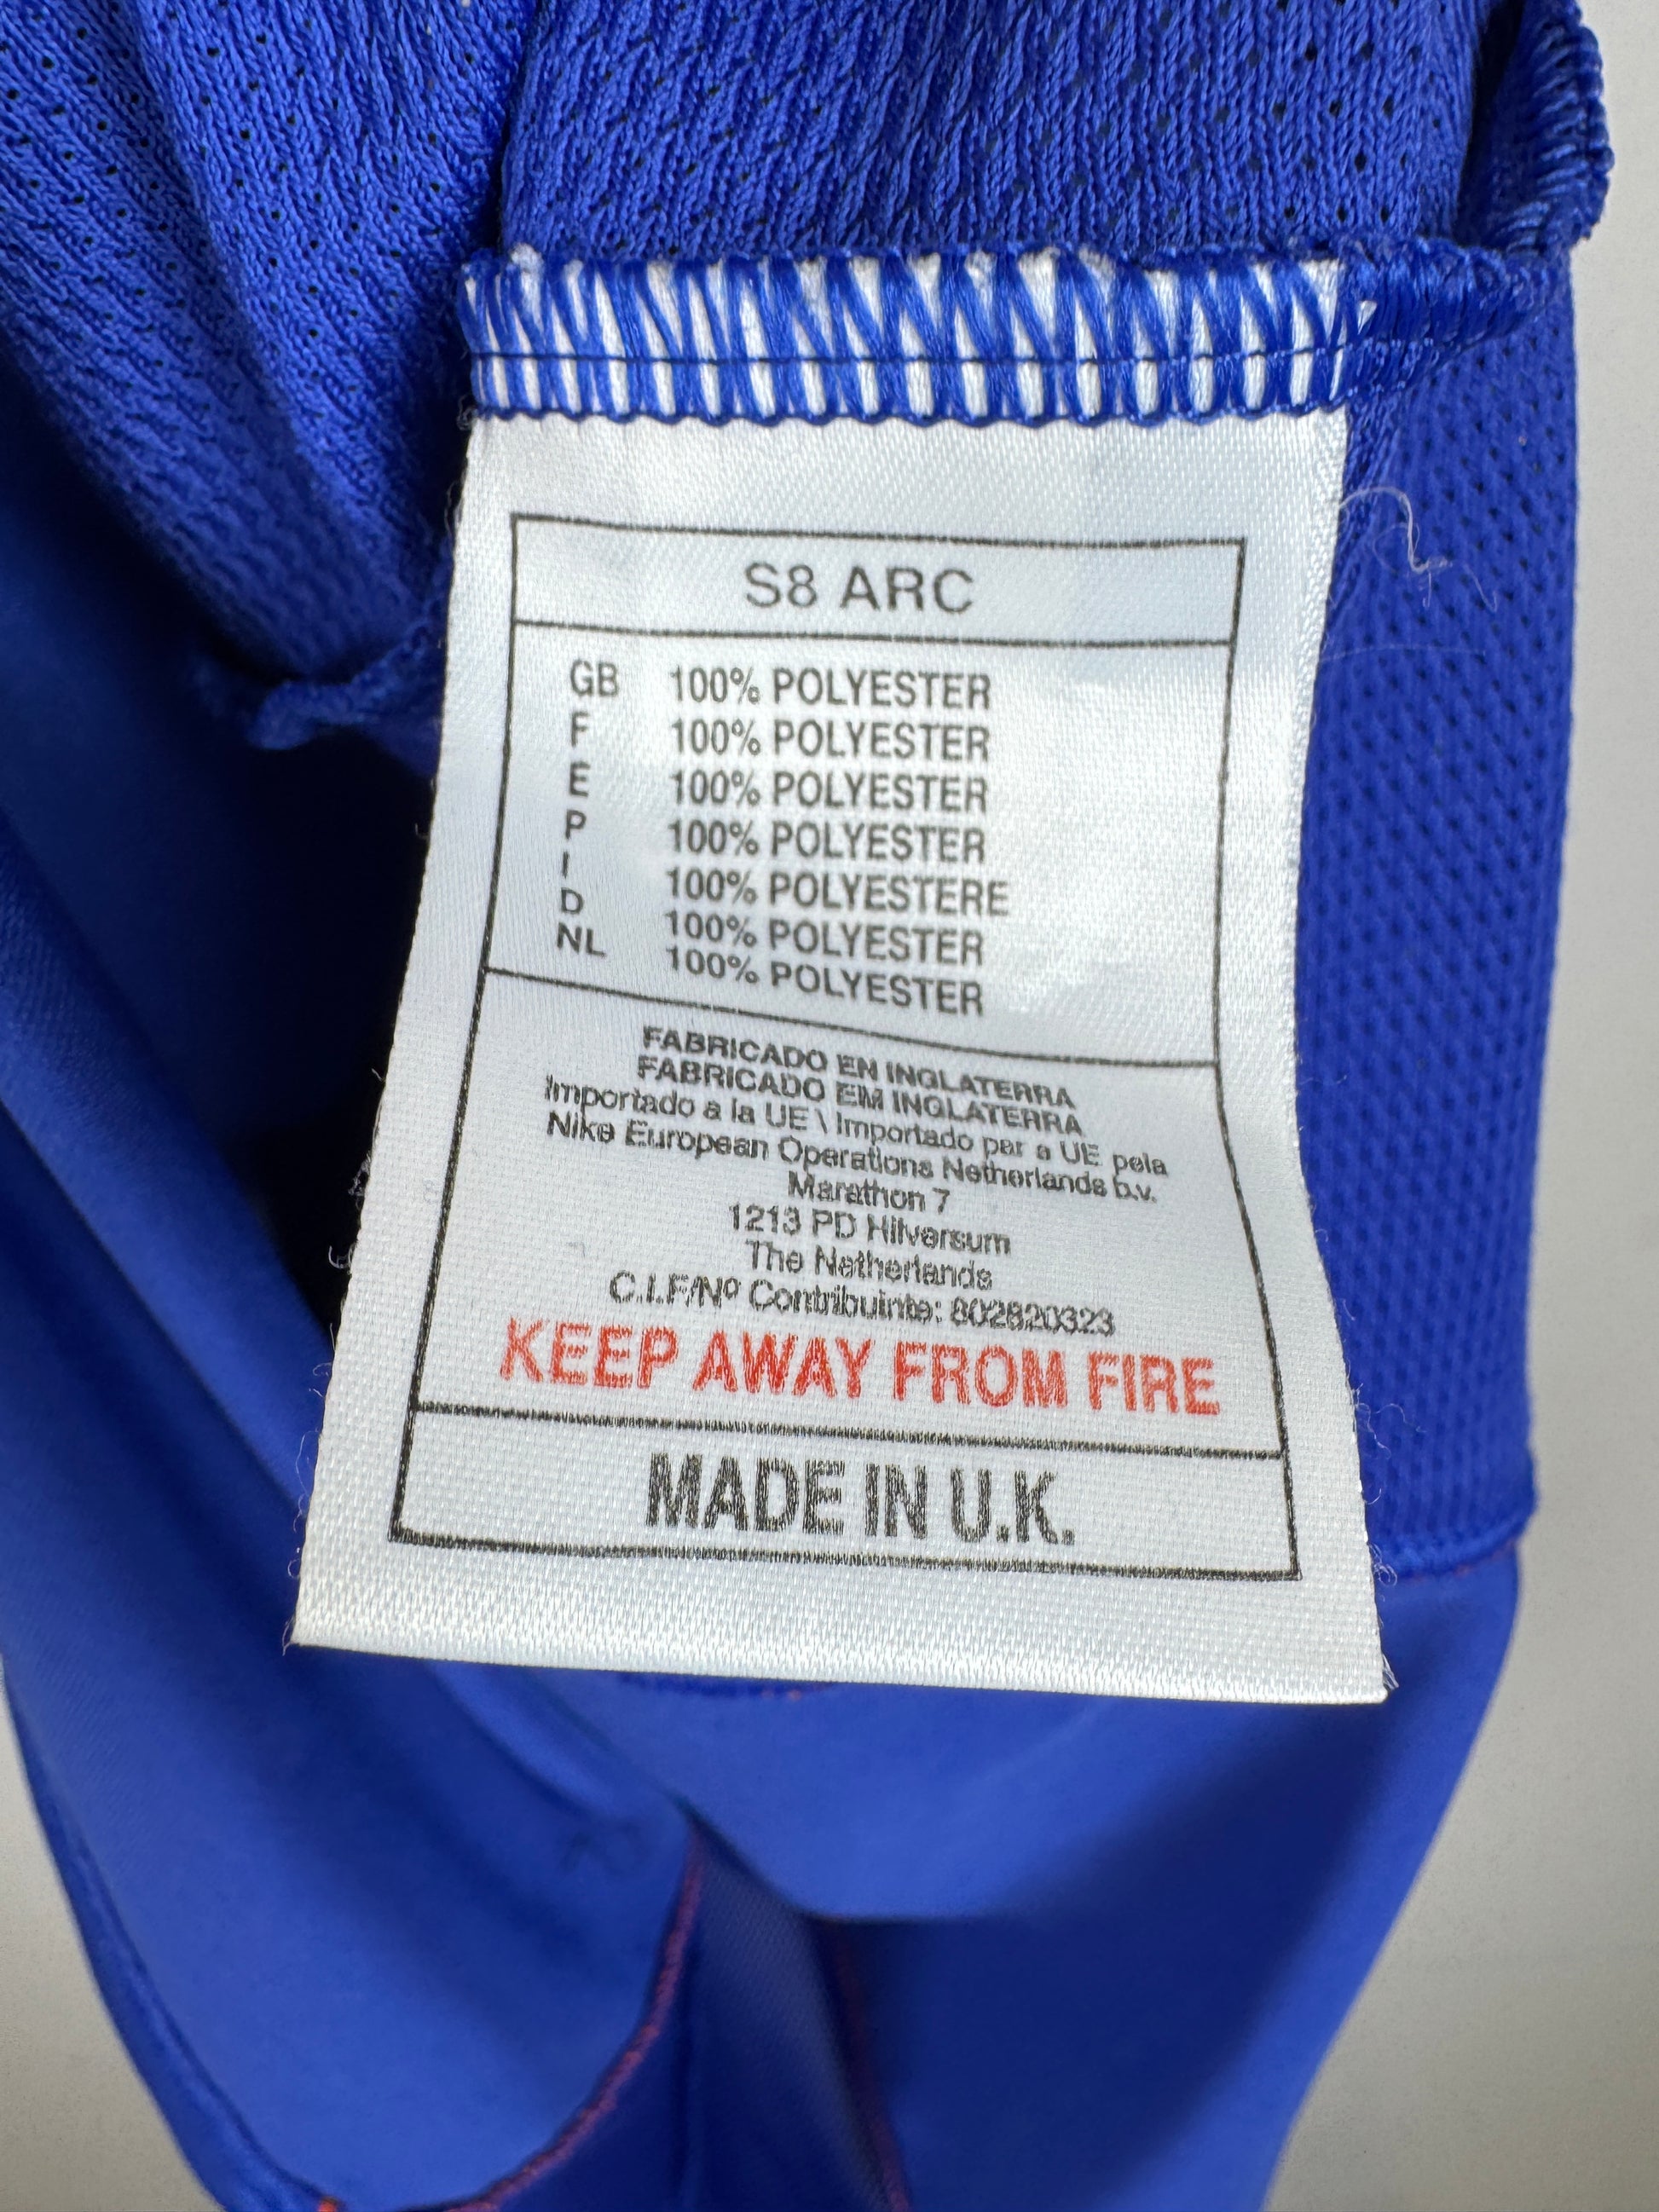 S8 ARC
GB 100% POLYESTER
F 100% POLYESTER
E 100% POLYESTER
P 100% POLYESTER
I 100% POLYESTERE
D 100% POLYESTER
NL 100% POLYESTER
FABRICADO EN INGLATERRA
FABRICADO EM INGLATERRA
Importado a la UE \ Importado par a UE pela
Nike European Operations Netherlands b.v.
Marathon 7
1213 PD Hilversum
The Netherlands
C.I.F/Nº Contribuinte: 802820323
KEEP AWAY FROM FIRE
MADE IN U.K.